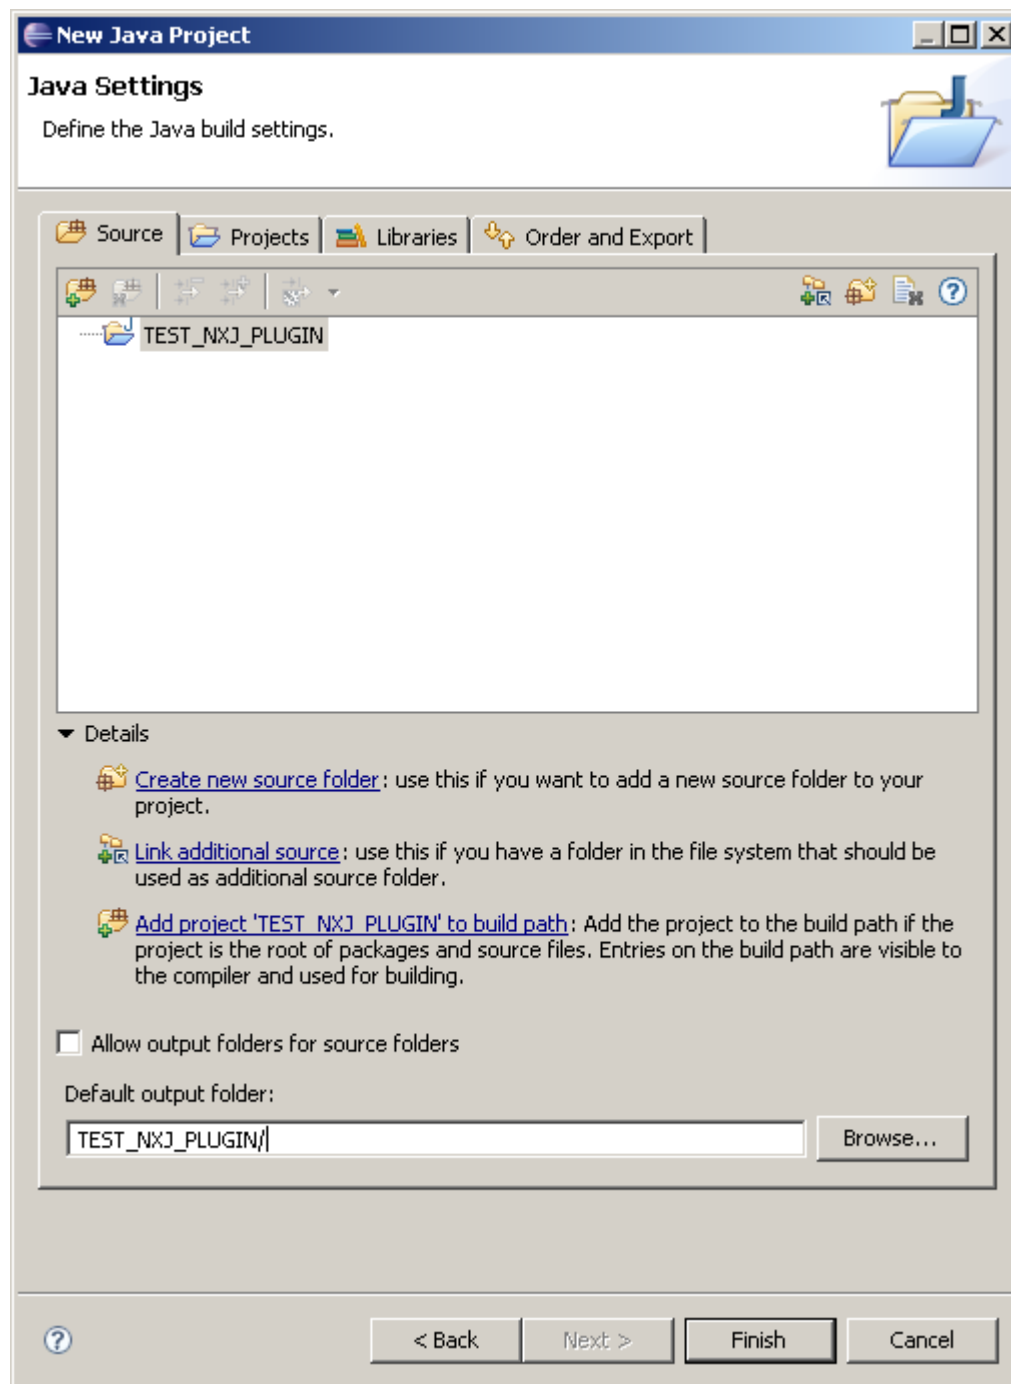 New Java Project
Java Settings
Define the Java build settings.
Source Projects Libraries Order and Export
TEST_NXJ_PLUGIN
Details
Create new source folder: use this if you want to add a new source folder to your
project.
Link additional source: use this if you have a folder in the file system that should be
used as additional source folder.
Add project 'TEST_NXJ_PLUGIN' to build path: Add the project to the build path if the
project is the root of packages and source files. Entries on the build path are visible to
the compiler and used for building.
Allow output folders for source folders
Default output folder:
TEST_NXJ_PLUGIN/
Browse...
< Back Next > Finish Cancel